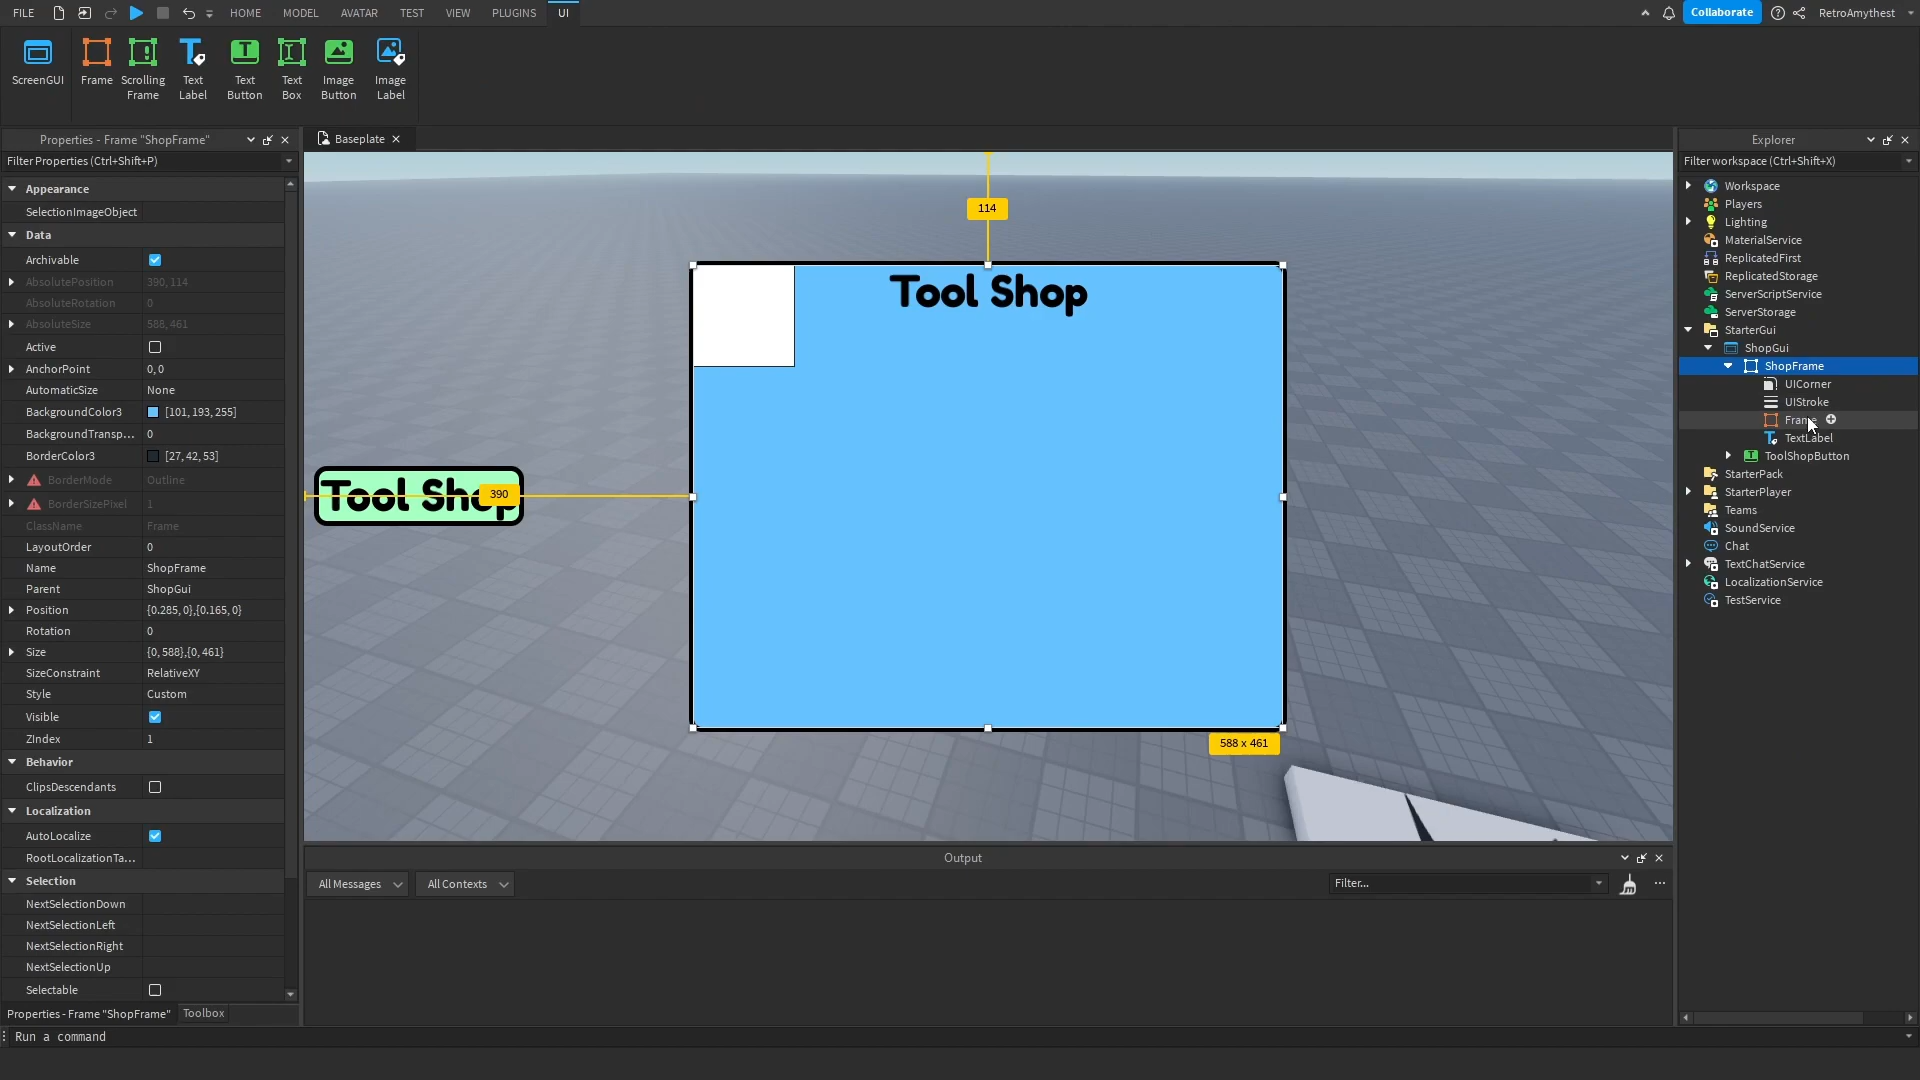 FILE HOME MODEL AVATAR TEST VIEW PLUGINS UI Collaborate RetroAmythest
ScreenGUI Frame Scrolling Frame Text Label Text Button Text Box Image Button Image Label
Properties - Frame "ShopFrame"
Filter Properties (Ctrl+Shift+P)
Appearance
SelectionImageObject
Data
Archivable
AbsolutePosition 390, 114
AbsoluteRotation 0
AbsoluteSize 588, 461
Active
AnchorPoint 0, 0
AutomaticSize None
BackgroundColor3 [101, 193, 255]
BackgroundTransp... 0
BorderColor3 [27, 42, 53]
BorderMode Outline
BorderSizePixel 1
ClassName Frame
LayoutOrder 0
Name ShopFrame
Parent ShopGui
Position {0.285, 0},{0.165, 0}
Rotation 0
Size {0, 588},{0, 461}
SizeConstraint RelativeXY
Style Custom
Visible
ZIndex 1
Behavior
ClipsDescendants
Localization
AutoLocalize
RootLocalizationTa...
Selection
NextSelectionDown
NextSelectionLeft
NextSelectionRight
NextSelectionUp
Selectable
Properties - Frame "ShopFrame" Toolbox
Run a command
Baseplate
114
Tool Shop
Tool Shop
390
588 x 461
Output
All Messages All Contexts Filter... ...
Explorer
Filter workspace (Ctrl+Shift+X)
Workspace
Players
Lighting
MaterialService
ReplicatedFirst
ReplicatedStorage
ServerScriptService
ServerStorage
StarterGui
ShopGui
ShopFrame
UICorner
UIStroke
Frame
TextLabel
ToolShopButton
StarterPack
StarterPlayer
Teams
SoundService
Chat
TextChatService
LocalizationService
TestService